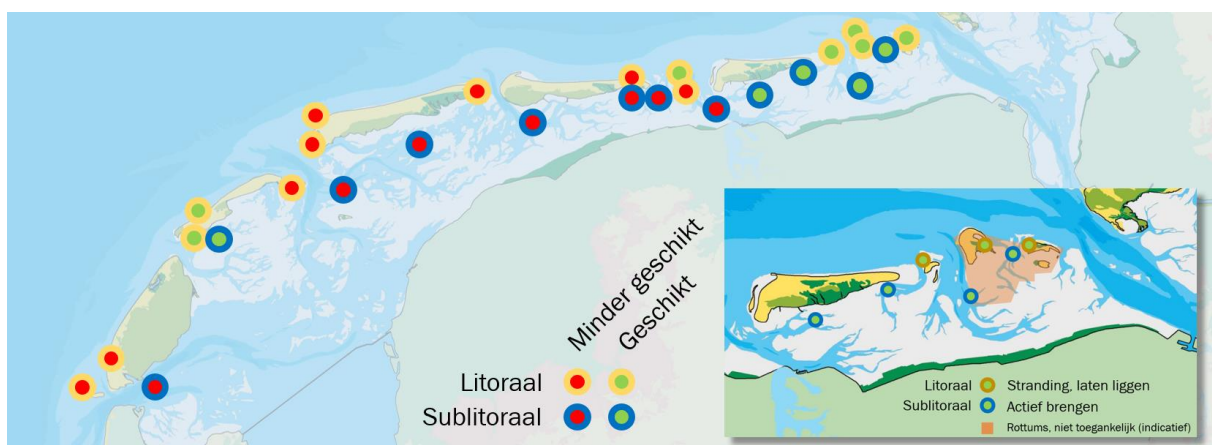 Minder geschikt
Geschikt
Litoraal
Sublitoraal
Litoraal Stranding, laten liggen
Sublitoraal Actief brengen
Rottums, niet toegankelijk (indicatief)